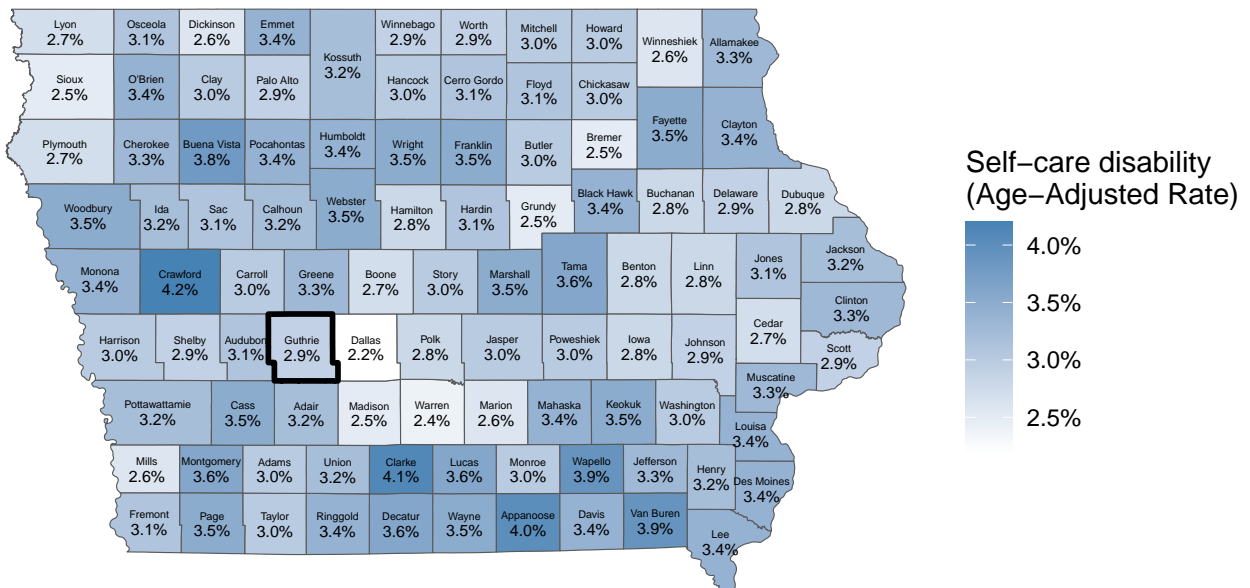 Lyon
2.7%
Osceola
3.1%
Dickinson
2.6%
Emmet
3.4%
Kossuth
3.2%
Winnebago
2.9%
Worth
2.9%
Mitchell
3.0%
Howard
3.0%
Winneshiek
2.6%
Allamakee
3.3%
Sioux
2.5%
O'Brien
3.4%
Clay
3.0%
Palo Alto
2.9%
Hancock
3.0%
Cerro Gordo
3.1%
Floyd
3.1%
Chickasaw
3.0%
Fayette
3.5%
Clayton
3.4%
Plymouth
2.7%
Cherokee
3.3%
Buena Vista
3.8%
Pocahontas
3.4%
Humboldt
3.4%
Wright
3.5%
Franklin
3.5%
Butler
3.0%
Bremer
2.5%
Woodbury
3.5%
Ida
3.2%
Sac
3.1%
Calhoun
3.2%
Webster
3.5%
Hamilton
2.8%
Hardin
3.1%
Grundy
2.5%
Black Hawk
3.4%
Buchanan
2.8%
Delaware
2.9%
Dubuque
2.8%
Monona
3.4%
Crawford
4.2%
Carroll
3.0%
Greene
3.3%
Boone
2.7%
Story
3.0%
Marshall
3.5%
Tama
3.6%
Benton
2.8%
Linn
2.8%
Jones
3.1%
Jackson
3.2%
Clinton
3.3%
Harrison
3.0%
Shelby
2.9%
Audubon
3.1%
Guthrie
2.9%
Dallas
2.2%
Polk
2.8%
Jasper
3.0%
Poweshiek
3.0%
Iowa
2.8%
Johnson
2.9%
Cedar
2.7%
Scott
2.9%
Muscatine
3.3%
Pottawattamie
3.2%
Cass
3.5%
Adair
3.2%
Madison
2.5%
Warren
2.4%
Marion
2.6%
Mahaska
3.4%
Keokuk
3.5%
Washington
3.0%
Louisa
3.4%
Mills
2.6%
Montgomery
3.6%
Adams
3.0%
Union
3.2%
Clarke
4.1%
Lucas
3.6%
Monroe
3.0%
Wapello
3.9%
Jefferson
3.3%
Henry
3.2%
Des Moines
3.4%
Fremont
3.1%
Page
3.5%
Taylor
3.0%
Ringgold
3.4%
Decatur
3.6%
Wayne
3.5%
Appanoose
4.0%
Davis
3.4%
Van Buren
3.9%
Lee
3.4%
Self−care disability
(Age−Adjusted Rate)
4.0%
3.5%
3.0%
2.5%